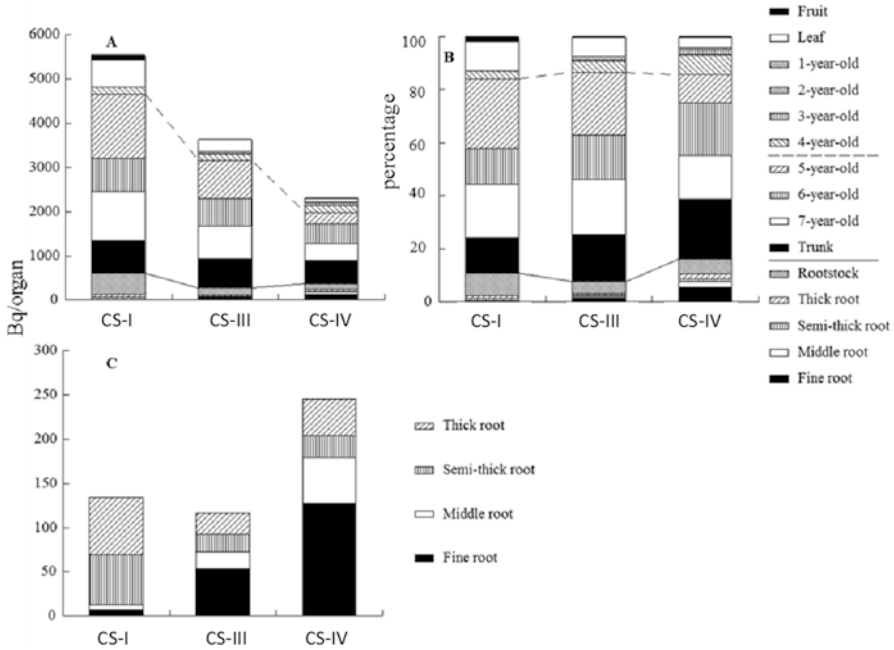 A
6000
5000
4000
3000
2000
1000
0
CS-I
CS-III
CS-IV
Bq/organ
B
100
80
60
40
20
0
percentage
CS-I
CS-III
CS-IV
Fruit
Leaf
1-year-old
2-year-old
3-year-old
4-year-old
5-year-old
6-year-old
7-year-old
Trunk
Rootstock
Thick root
Semi-thick root
Middle root
Fine root
C
300
250
200
150
100
50
0
CS-I
CS-III
CS-IV
Thick root
Semi-thick root
Middle root
Fine root